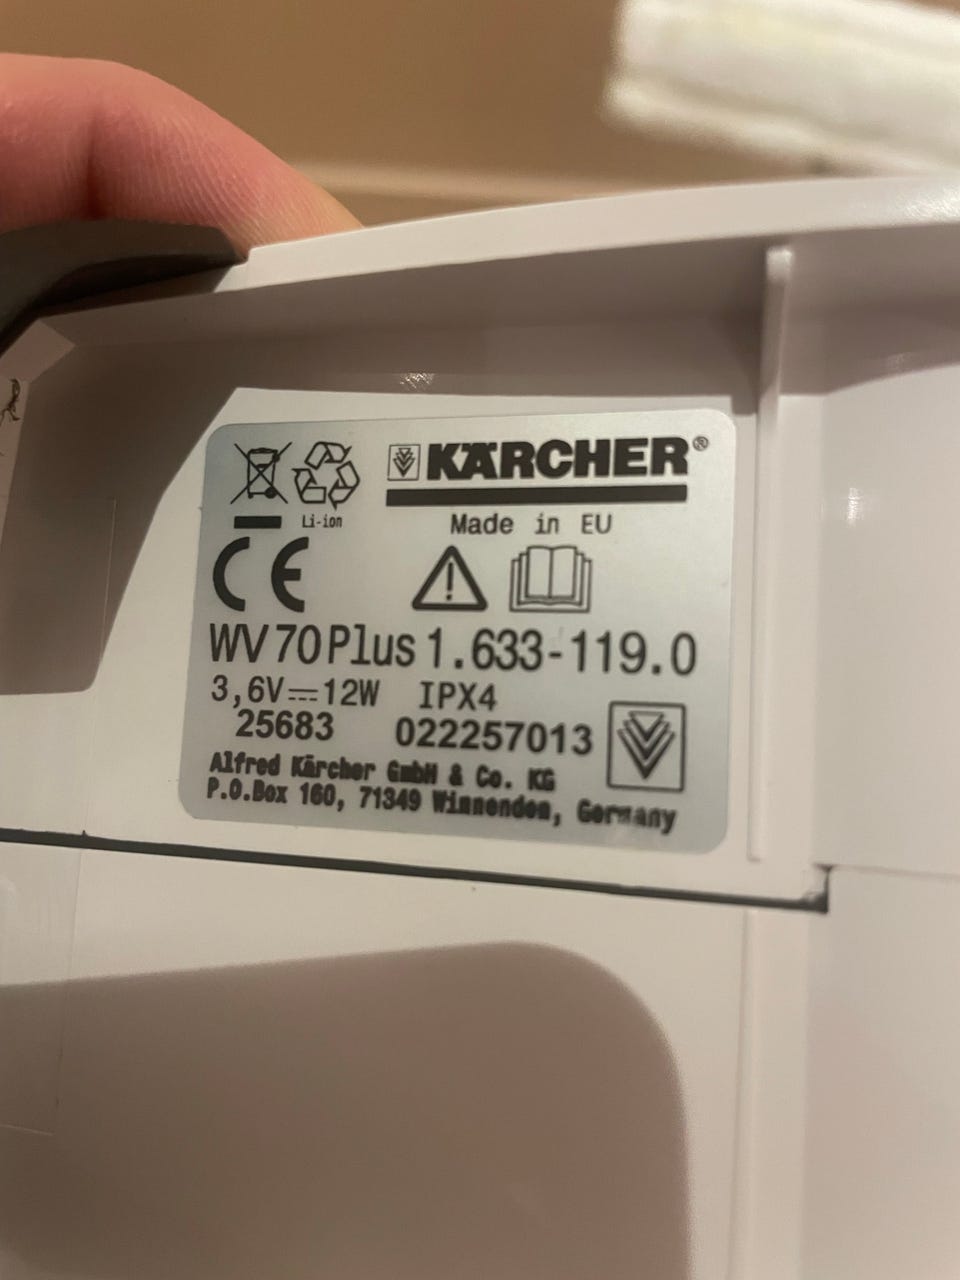 KÄRCHER®
Li-ion
Made in EU
CE
WV 70 Plus 1.633-119.0
3,6V⎓12W IPX4
25683 022257013
Alfred Kärcher GmbH & Co. KG
P.O.Box 160, 71349 Winnenden, Germany